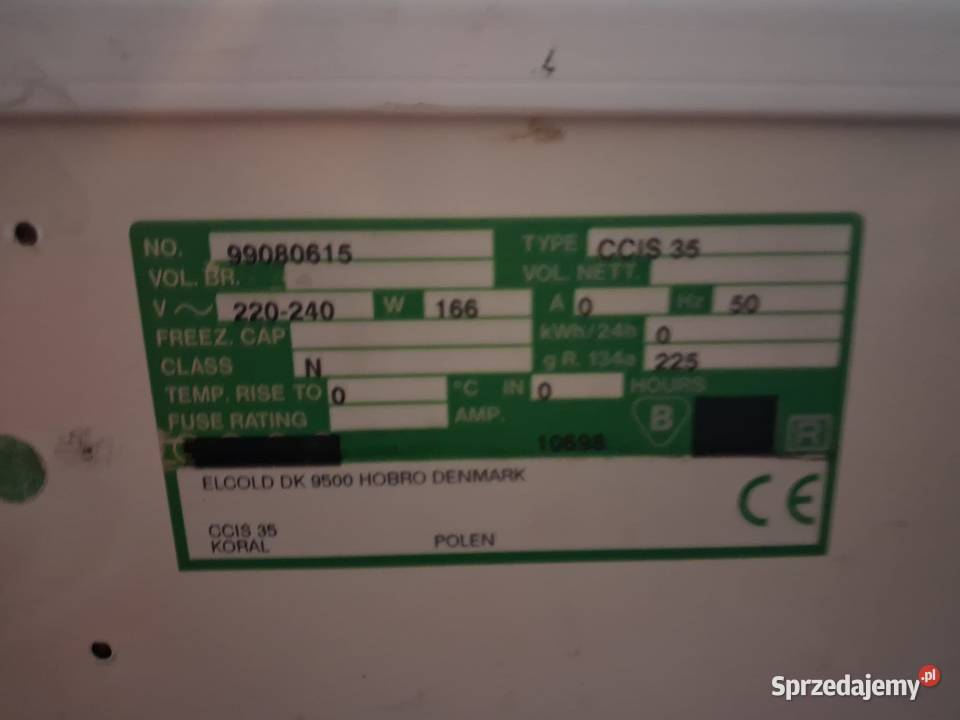 4
NO. 99080615 TYPE CCIS 35
VOL. BR. VOL. NETT.
V ~ 220-240 W 166 A 0 Hz 50
FREEZ. CAP kWh/24h 0
CLASS N g R. 134a 225
TEMP. RISE TO 0 °C IN 0 HOURS
FUSE RATING AMP. B R
ELCOLD DK 9500 HOBRO DENMARK
CE
CCIS 35
KORAL POLEN
Sprzedajemy.pl